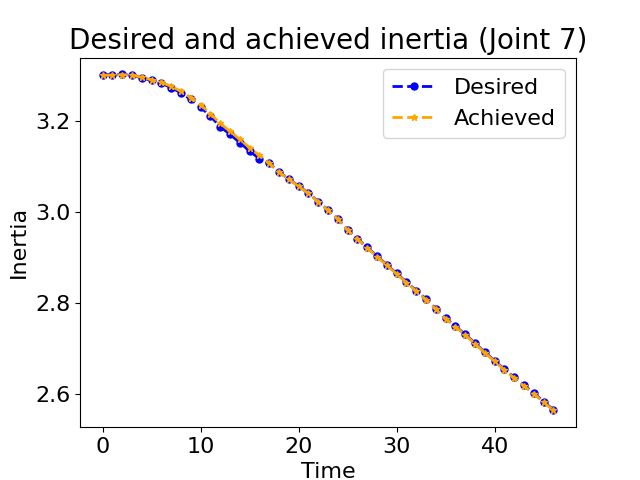 Desired and achieved inertia (Joint 7)
Desired
Achieved
3.2
3.0
2.8
2.6
Inertia
0 10 20 30 40
Time